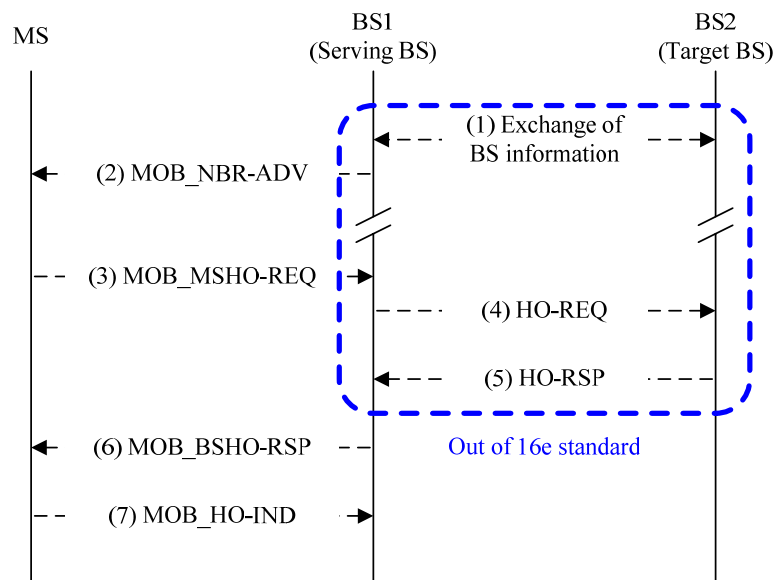 MS
BS1
(Serving BS)
BS2
(Target BS)
(1) Exchange of
BS information
(2) MOB_NBR-ADV
(3) MOB_MSHO-REQ
(4) HO-REQ
(5) HO-RSP
(6) MOB_BSHO-RSP
Out of 16e standard
(7) MOB_HO-IND